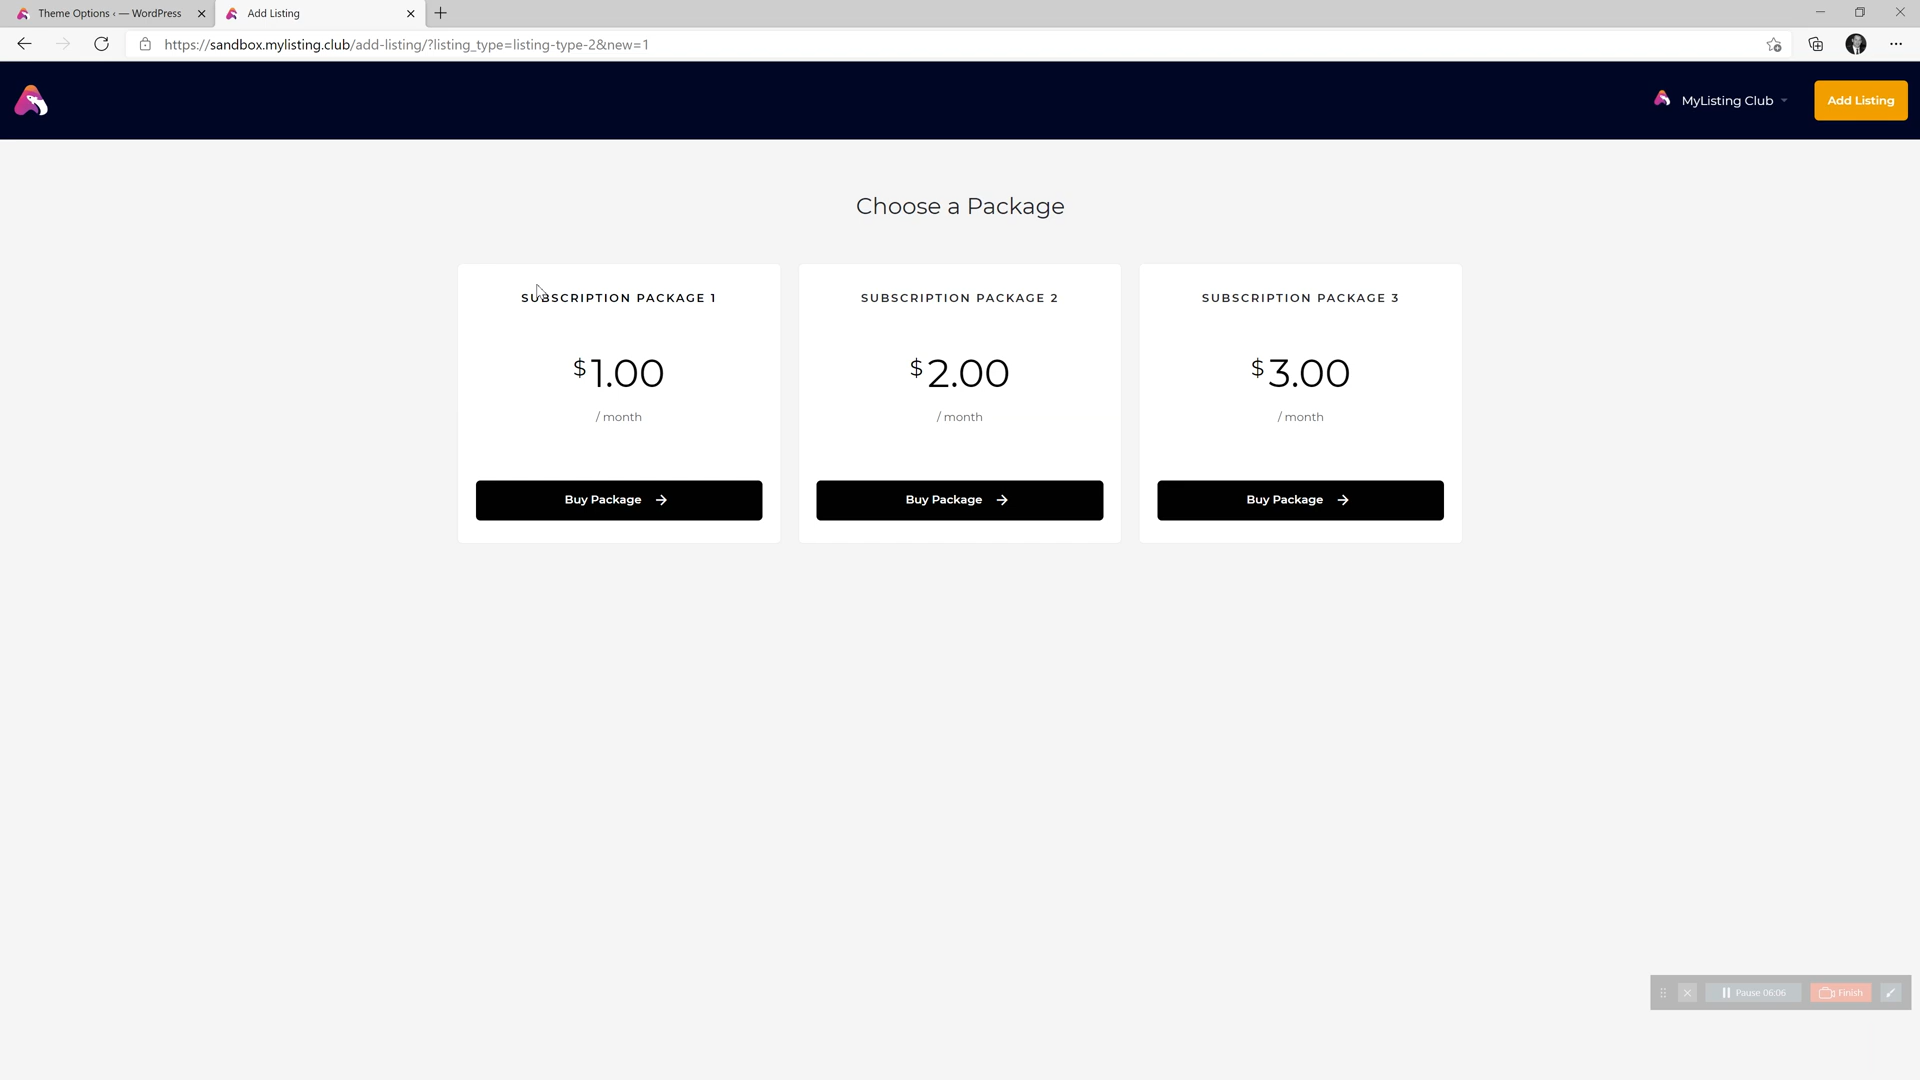 Theme Options ‹ — WordPress
Add Listing
https://sandbox.mylisting.club/add-listing/?listing_type=listing-type-2&new=1
MyListing Club
Add Listing
Choose a Package
SUBSCRIPTION PACKAGE 1
$1.00
/ month
Buy Package
SUBSCRIPTION PACKAGE 2
$2.00
/ month
Buy Package
SUBSCRIPTION PACKAGE 3
$3.00
/ month
Buy Package
Pause 06:06
Finish